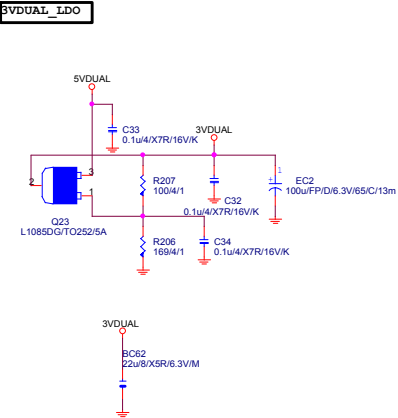 3VDUAL_LDO
5VDUAL
C33
0.1u/4/X7R/16V/K
3VDUAL
2
3
1
R207
100/4/1
C32
0.1u/4/X7R/16V/K
1
+
EC2
100u/FP/D/6.3V/65/C/13m
Q23
L1085DG/TO252/5A
R206
169/4/1
C34
0.1u/4/X7R/16V/K
3VDUAL
BC62
22u/8/X5R/6.3V/M